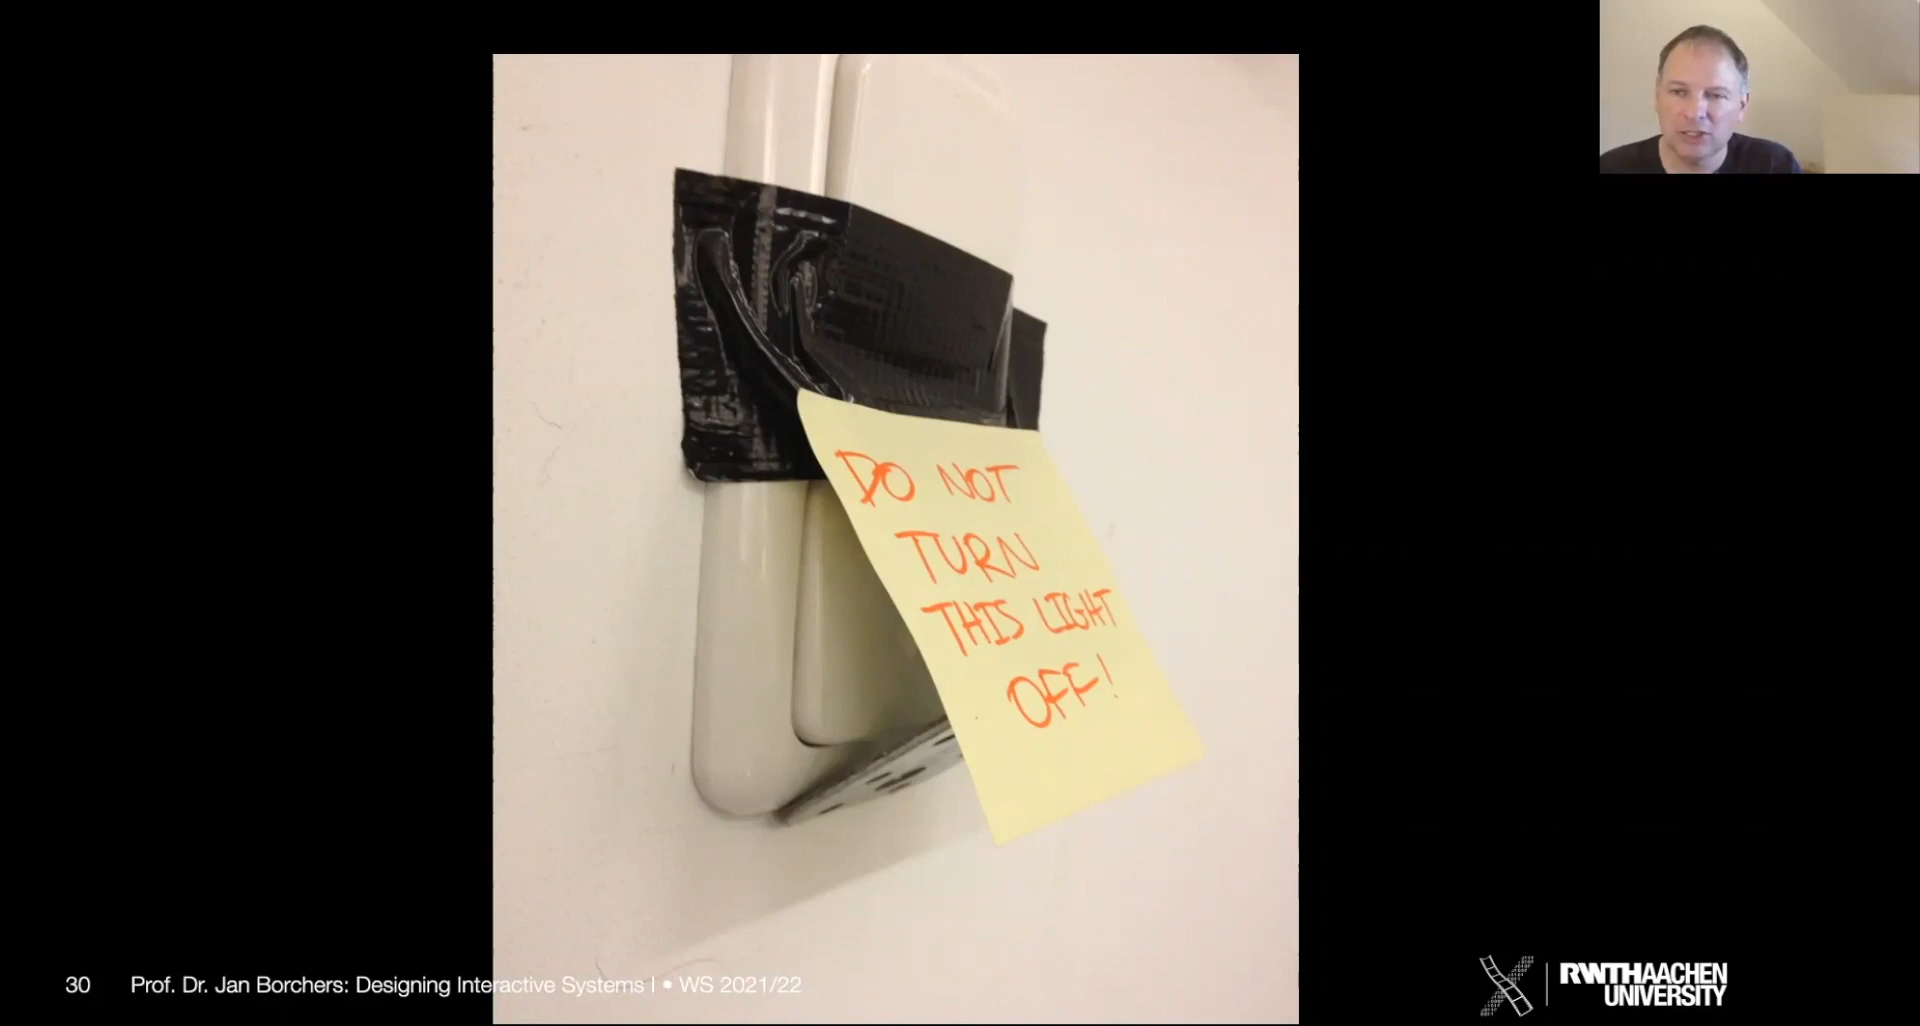 DO NOT
TURN
THIS LIGHT
OFF!
30 Prof. Dr. Jan Borchers: Designing Interactive Systems I • WS 2021/22
RWTHAACHEN
UNIVERSITY